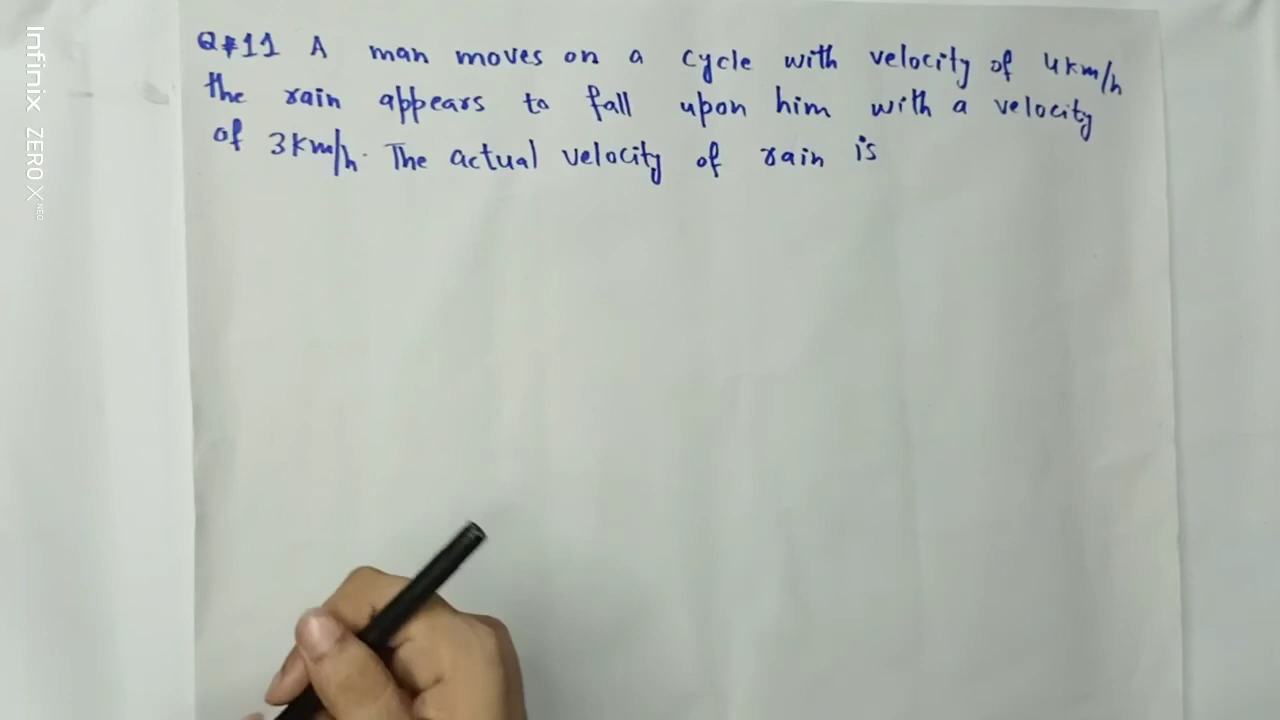 Q#11 A man moves on a cycle with velocity of 4km/h
the rain appears to fall upon him with a velocity
of 3km/h. The actual velocity of rain is
Infinix ZERO X NEO